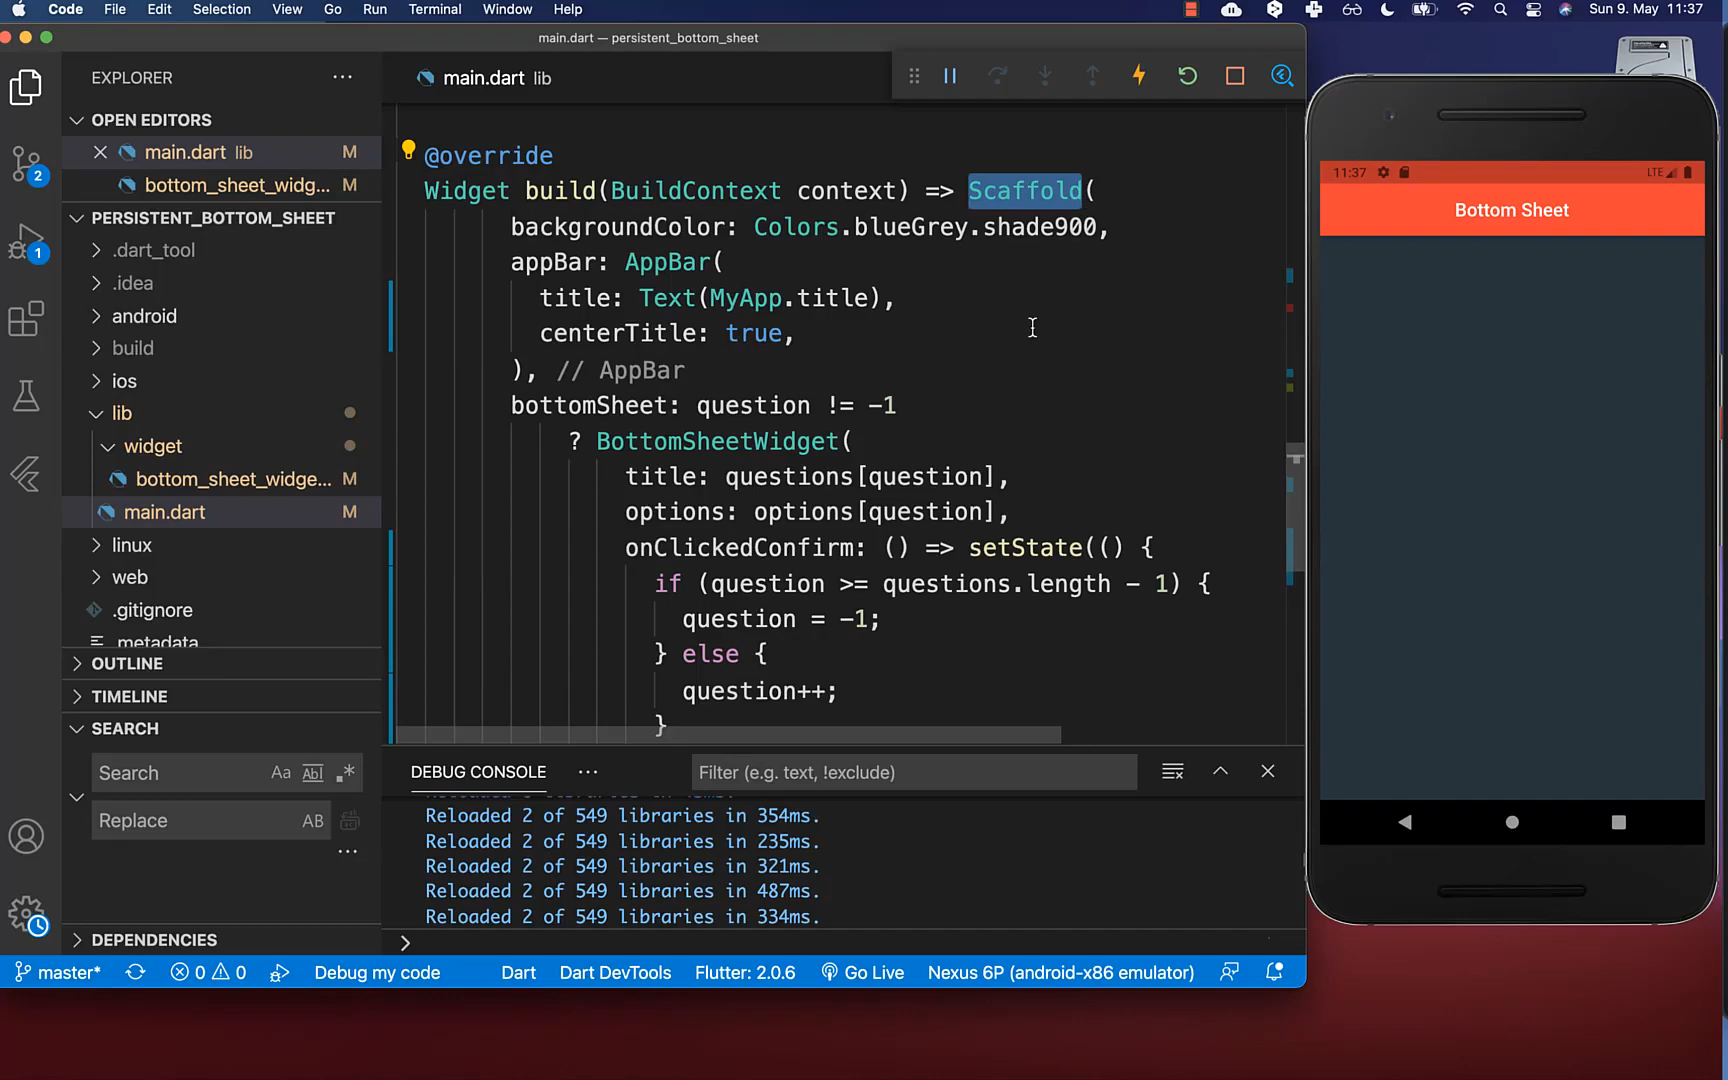 Code File Edit Selection View Go Run Terminal Window Help Sun 9. May 11:37
main.dart — persistent_bottom_sheet
EXPLORER
OPEN EDITORS
main.dart lib M
bottom_sheet_widg... M
PERSISTENT_BOTTOM_SHEET
.dart_tool
.idea
android
build
ios
lib
widget
bottom_sheet_widge... M
main.dart M
linux
web
.gitignore
.metadata
OUTLINE
TIMELINE
SEARCH
Search Aa Abl .*
Replace AB
DEPENDENCIES
2
1
main.dart lib
@override
Widget build(BuildContext context) => Scaffold(
backgroundColor: Colors.blueGrey.shade900,
appBar: AppBar(
title: Text(MyApp.title),
centerTitle: true,
), // AppBar
bottomSheet: question != -1
? BottomSheetWidget(
title: questions[question],
options: options[question],
onClickedConfirm: () => setState(() {
if (question >= questions.length - 1) {
question = -1;
} else {
question++;
}
DEBUG CONSOLE Filter (e.g. text, !exclude)
Reloaded 2 of 549 libraries in 354ms.
Reloaded 2 of 549 libraries in 235ms.
Reloaded 2 of 549 libraries in 321ms.
Reloaded 2 of 549 libraries in 487ms.
Reloaded 2 of 549 libraries in 334ms.
>
master* 0 0 Debug my code Dart Dart DevTools Flutter: 2.0.6 Go Live Nexus 6P (android-x86 emulator)
11:37 LTE
Bottom Sheet